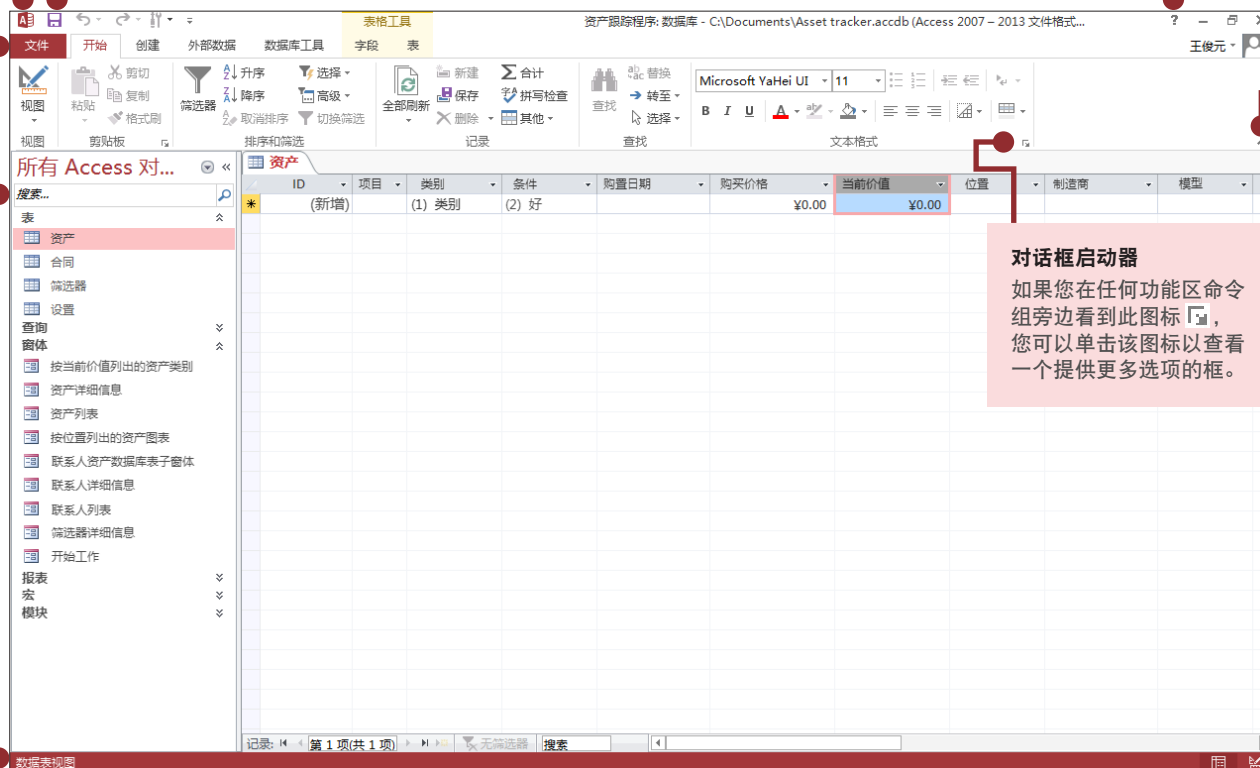 表格工具
资产跟踪程序: 数据库 - C:\Documents\Asset tracker.accdb (Access 2007 – 2013 文件格式...
?
文件 开始 创建 外部数据 数据库工具 字段 表
王俊元
视图
粘贴
剪切
复制
格式刷
筛选器
升序
降序
取消排序
选择
高级
切换筛选
全部刷新
新建
保存
删除
合计
拼写检查
其他
查找
替换
转至
选择
Microsoft YaHei UI 11
B I U A
视图 剪贴板 排序和筛选 记录 查找 文本格式
所有 Access 对...
搜索...
表
资产
合同
筛选器
设置
查询
窗体
按当前价值列出的资产类别
资产详细信息
资产列表
按位置列出的资产图表
联系人资产数据库表子窗体
联系人详细信息
联系人列表
筛选器详细信息
开始工作
报表
宏
模块
资产
ID 项目 类别 条件 购置日期 购买价格 当前价值 位置 制造商 模型
* (新增) (1) 类别 (2) 好 ¥0.00 ¥0.00
对话框启动器
如果您在任何功能区命令
组旁边看到此图标 ，
您可以单击该图标以查看
一个提供更多选项的框。
记录: 第 1 项(共 1 项) 无筛选器 搜索
数据表视图